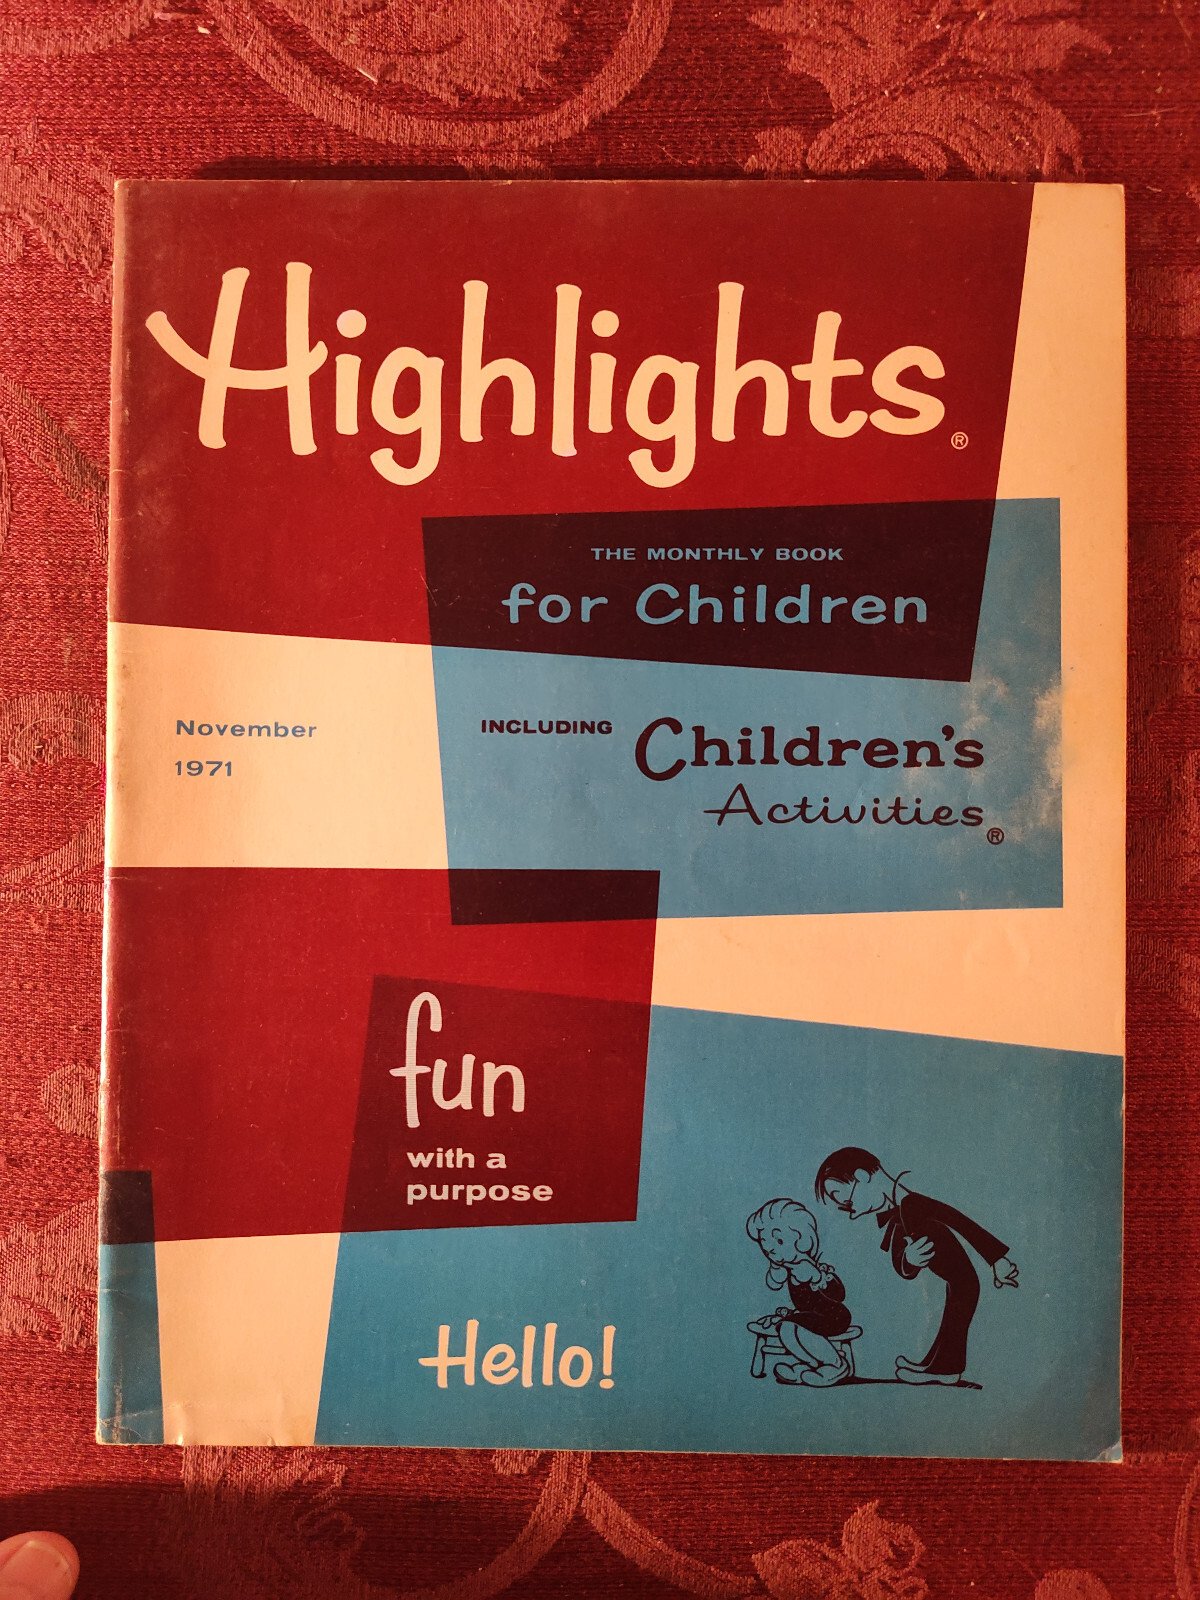 Highlights®
THE MONTHLY BOOK
for Children
November
1971
INCLUDING Children's
Activities®
fun
with a
purpose
Hello!